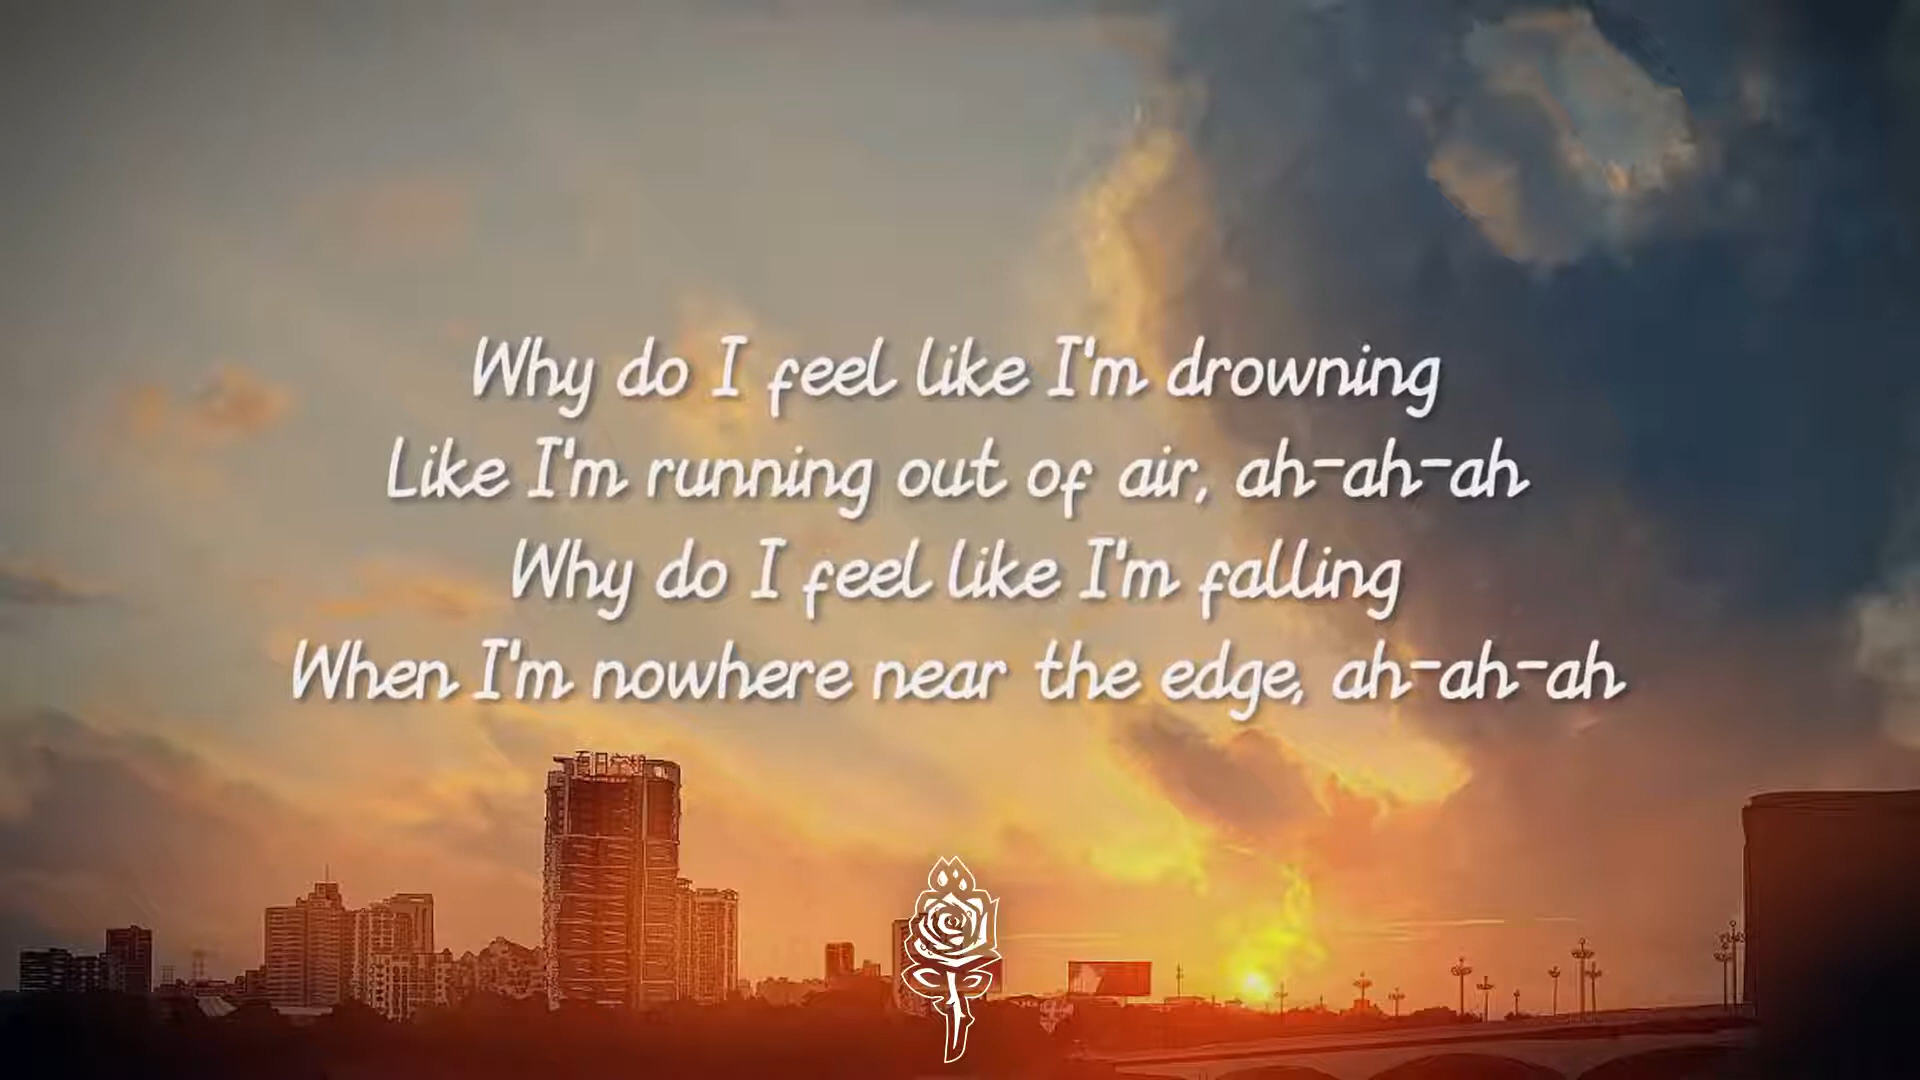 Why do I feel like I'm drowning
Like I'm running out of air, ah-ah-ah
Why do I feel like I'm falling
When I'm nowhere near the edge, ah-ah-ah